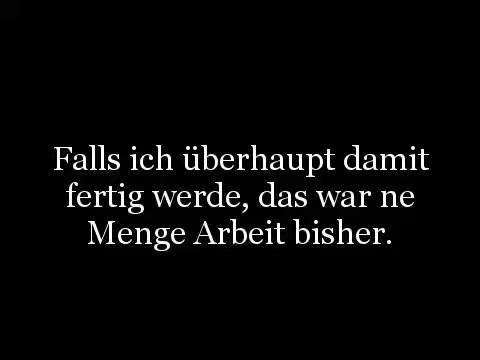 Falls ich überhaupt damit
fertig werde, das war ne
Menge Arbeit bisher.